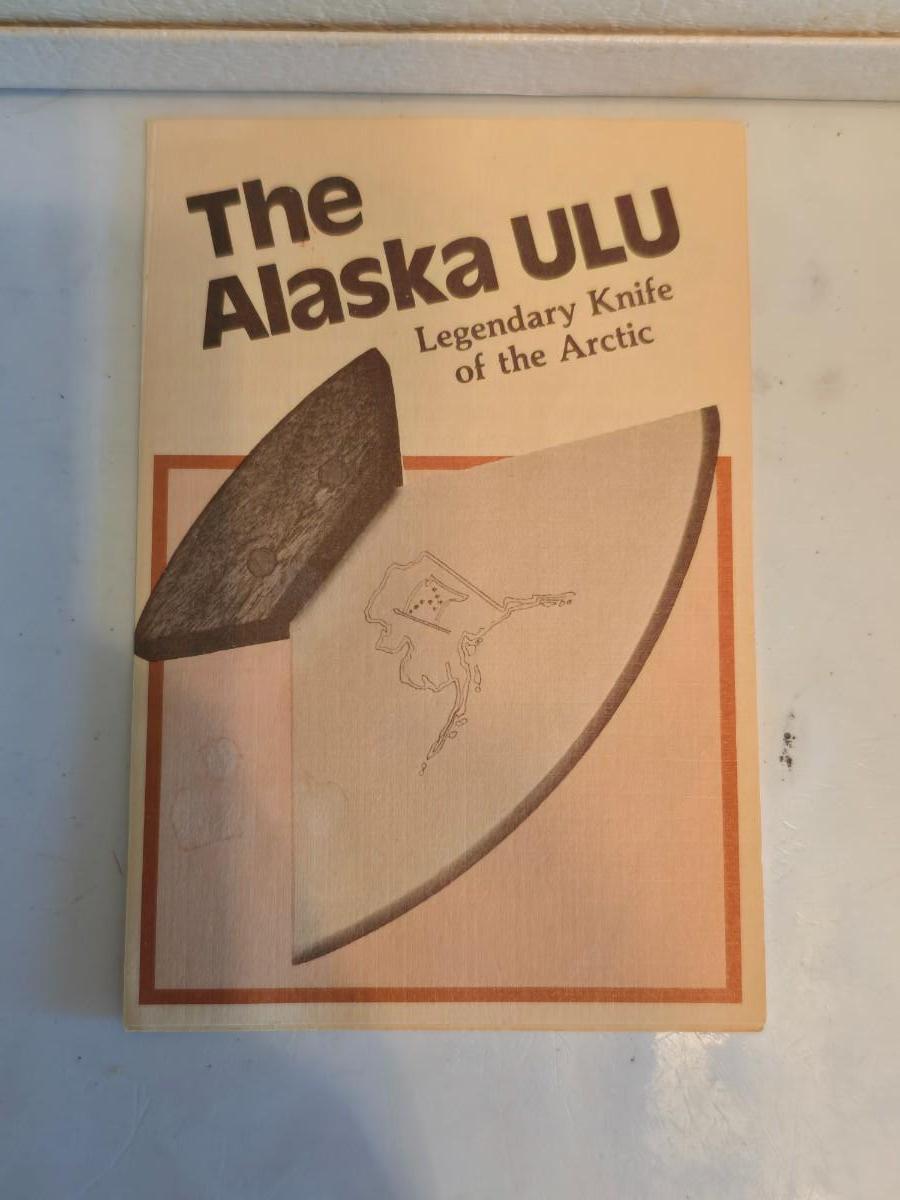 The
Alaska ULU
Legendary Knife
of the Arctic